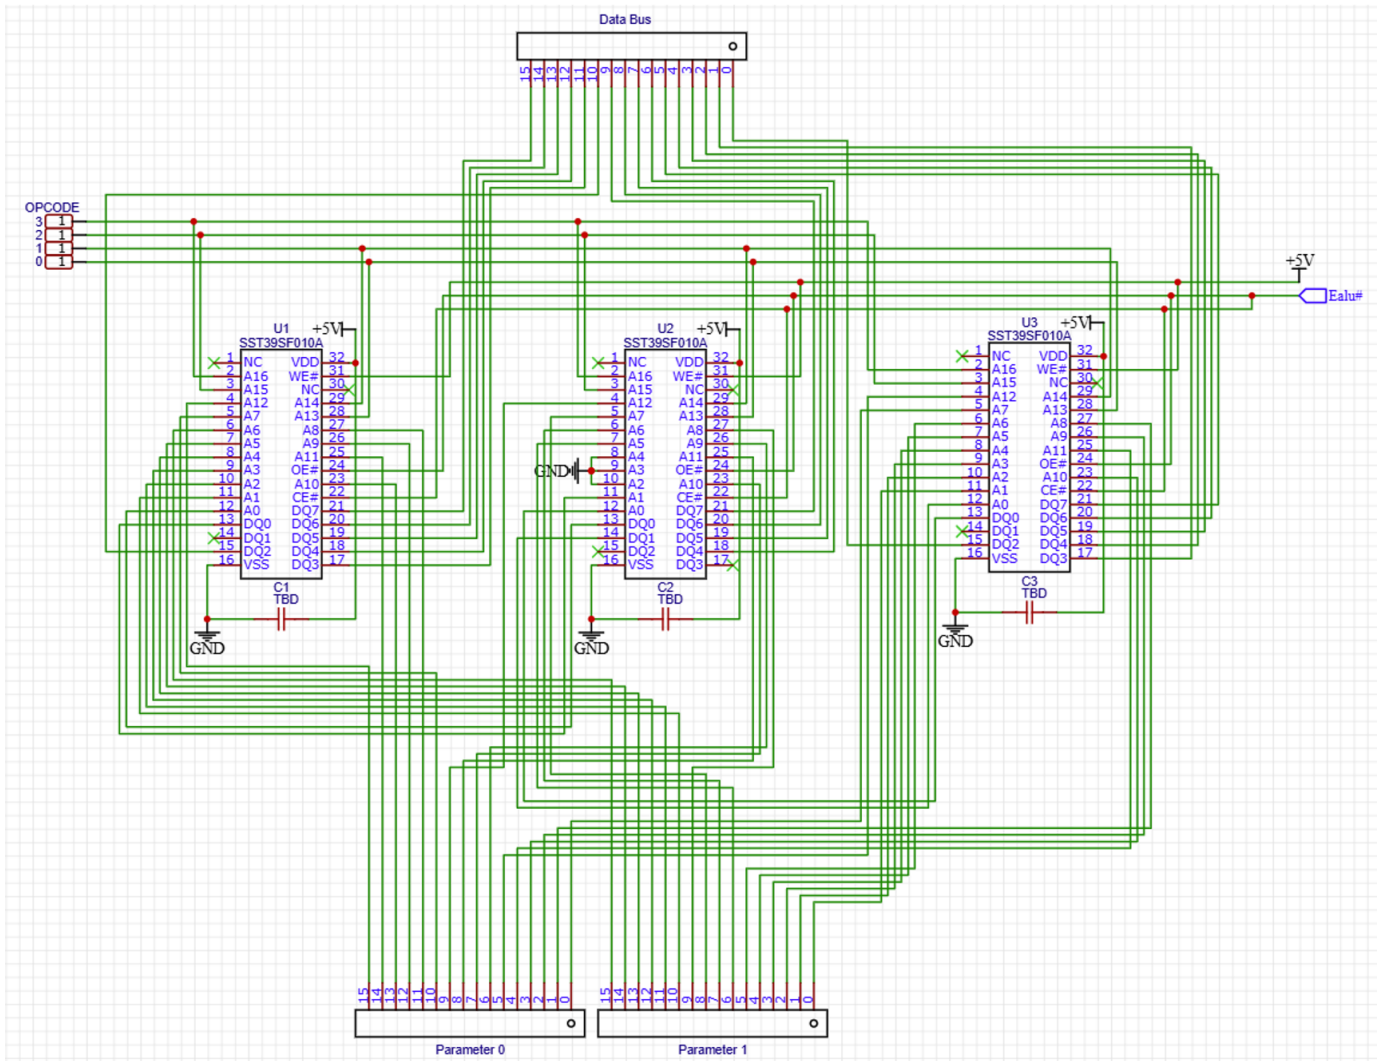 Data Bus
15 14 13 12 11 10 9 8 7 6 5 4 3 2 1 0
OPCODE
3 1
2 1
1 1
0 1
+5V
Ealu#
U1
SST39SF010A
+5V
1 NC VDD 32
2 A16 WE# 31
3 A15 NC 30
4 A12 A14 29
5 A7 A13 28
6 A6 A8 27
7 A5 A9 26
8 A4 A11 25
9 A3 OE# 24
10 A2 A10 23
11 A1 CE# 22
12 A0 DQ7 21
13 DQ0 DQ6 20
14 DQ1 DQ5 19
15 DQ2 DQ4 18
16 VSS DQ3 17
C1
TBD
GND
U2
SST39SF010A
+5V
1 NC VDD 32
2 A16 WE# 31
3 A15 NC 30
4 A12 A14 29
5 A7 A13 28
6 A6 A8 27
7 A5 A9 26
8 A4 A11 25
GND
9 A3 OE# 24
10 A2 A10 23
11 A1 CE# 22
12 A0 DQ7 21
13 DQ0 DQ6 20
14 DQ1 DQ5 19
15 DQ2 DQ4 18
16 VSS DQ3 17
C2
TBD
GND
U3
SST39SF010A
+5V
1 NC VDD 32
2 A16 WE# 31
3 A15 NC 30
4 A12 A14 29
5 A7 A13 28
6 A6 A8 27
7 A5 A9 26
8 A4 A11 25
9 A3 OE# 24
10 A2 A10 23
11 A1 CE# 22
12 A0 DQ7 21
13 DQ0 DQ6 20
14 DQ1 DQ5 19
15 DQ2 DQ4 18
16 VSS DQ3 17
C3
TBD
GND
15 14 13 12 11 10 9 8 7 6 5 4 3 2 1 0
Parameter 0
15 14 13 12 11 10 9 8 7 6 5 4 3 2 1 0
Parameter 1